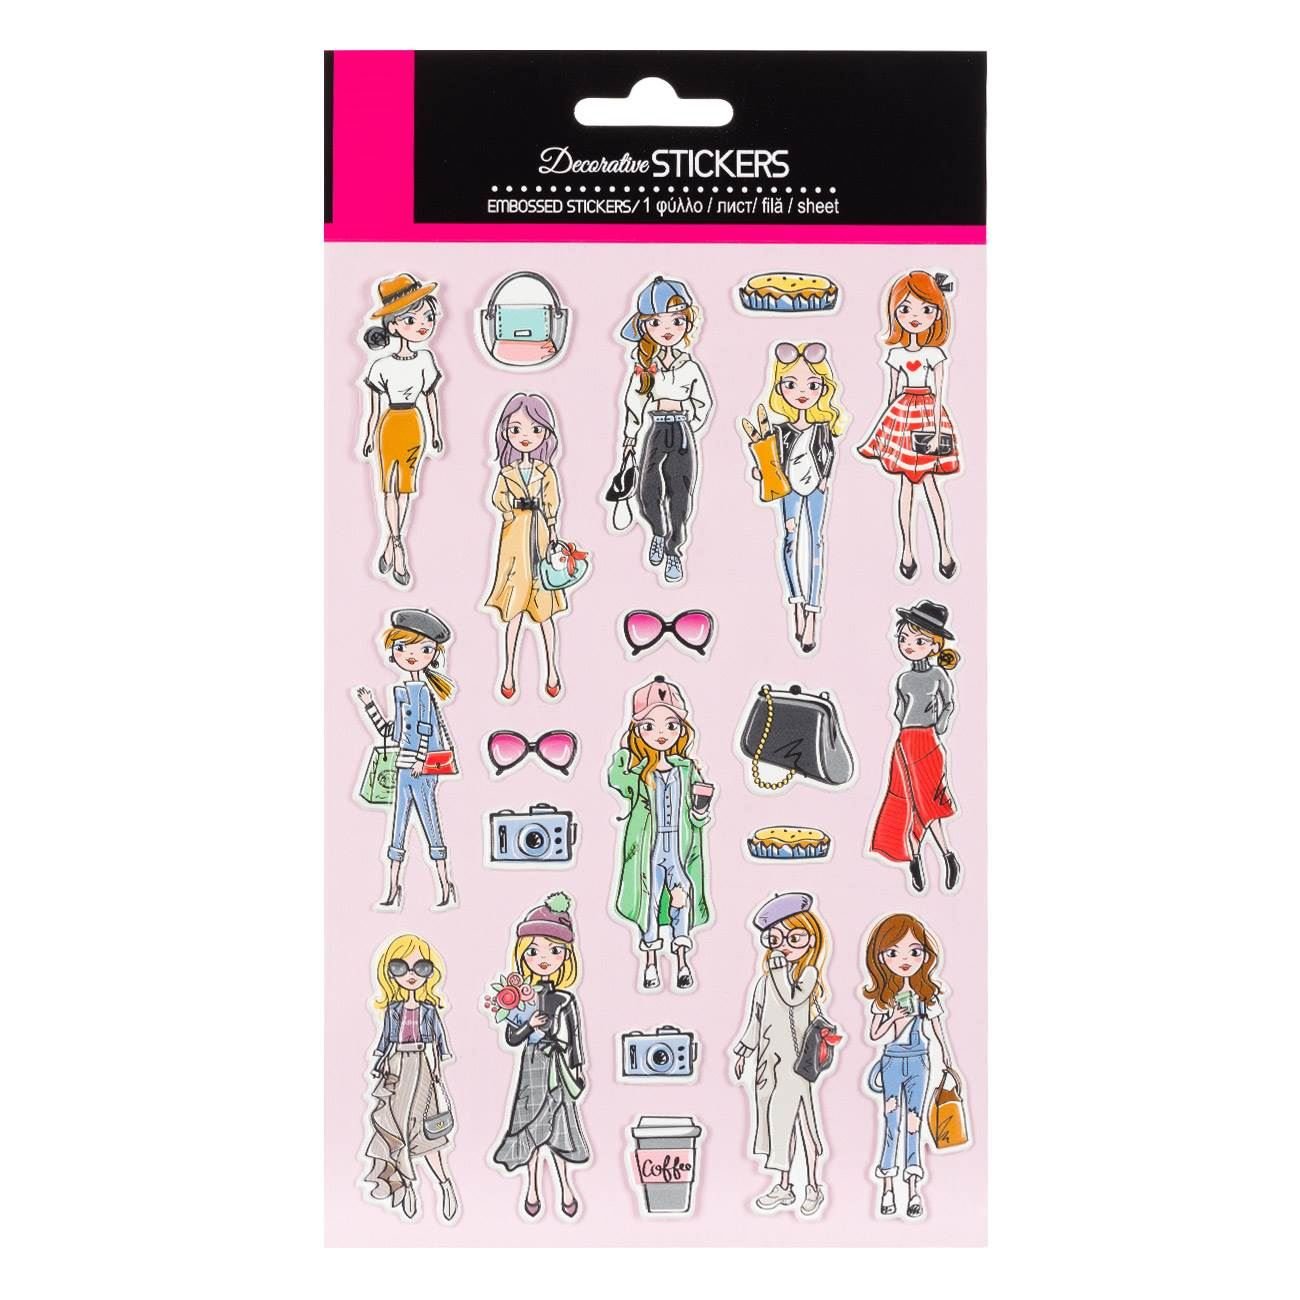 Decorative STICKERS
EMBOSSED STICKERS/ 1 φύλλο / лист/ filă / sheet
Coffee